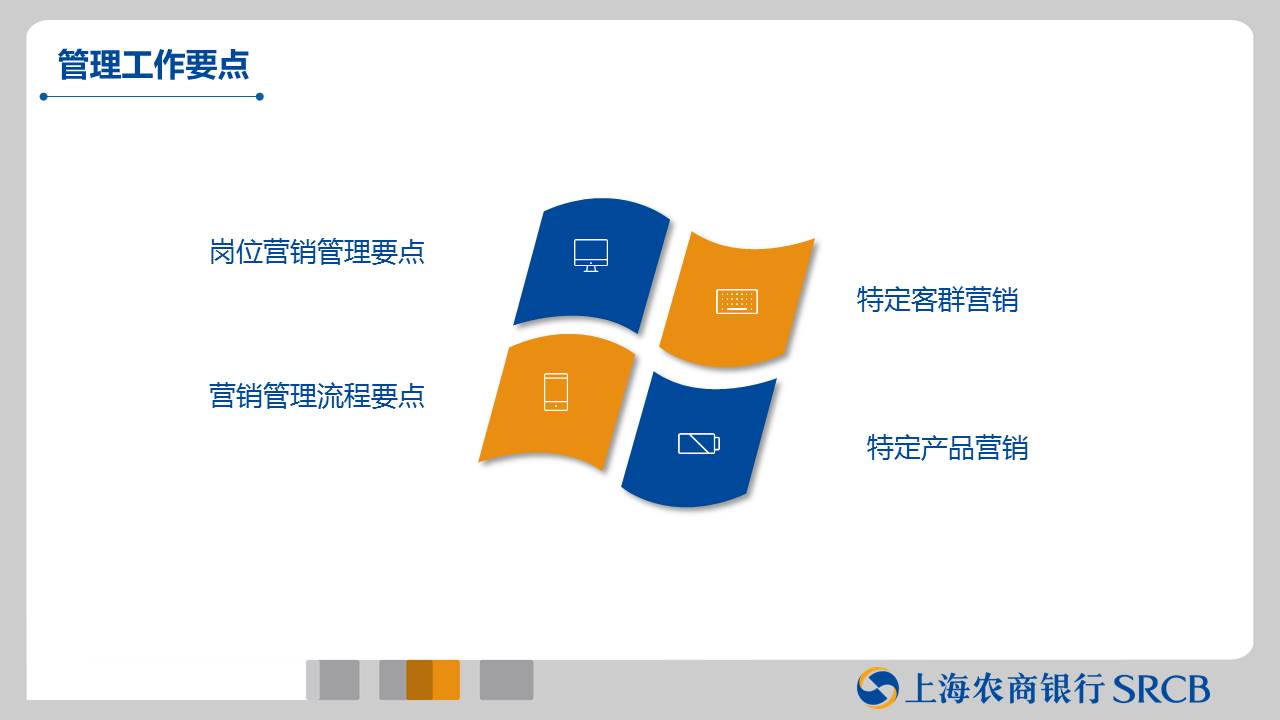 管理工作要点
岗位营销管理要点
特定客群营销
营销管理流程要点
特定产品营销
上海农商银行 SRCB